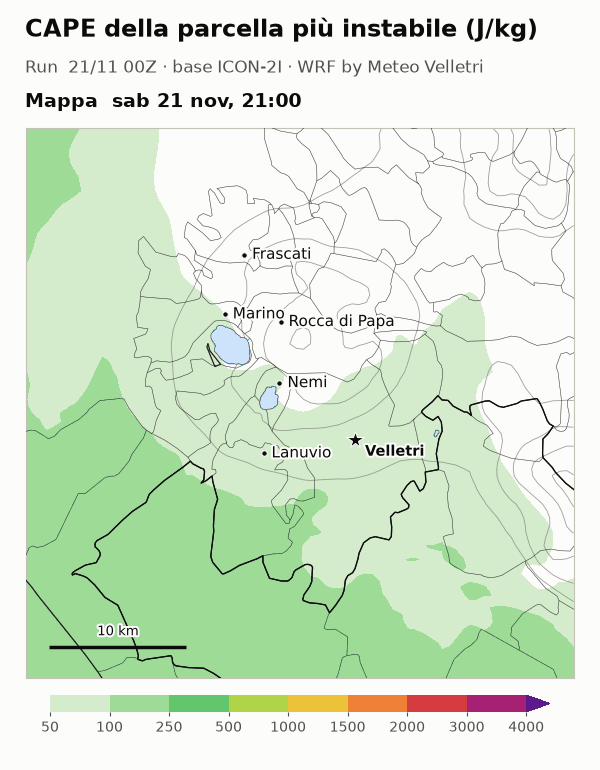 CAPE della parcella più instabile (J/kg)
Run  21/11 00Z · base ICON-2I · WRF by Meteo Velletri
Mappa  sab 21 nov, 21:00
Frascati
Marino
Rocca di Papa
Nemi
Velletri
Lanuvio
10 km
50 100 250 500 1000 1500 2000 3000 4000